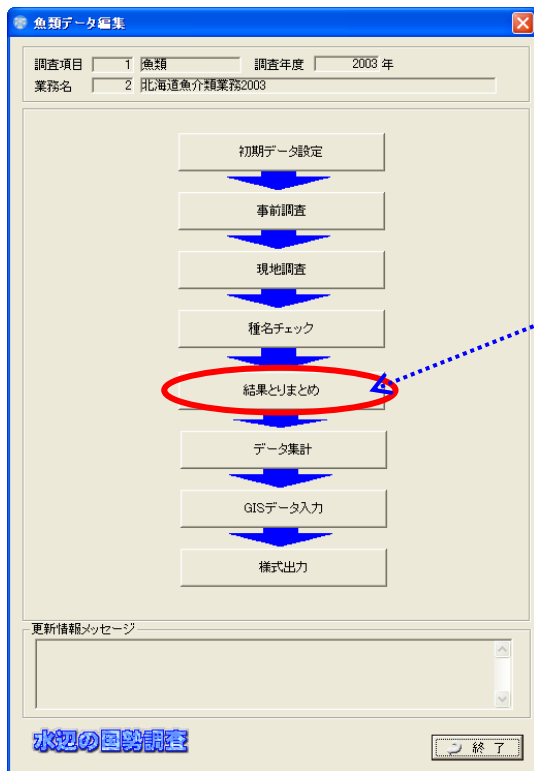 魚類データ編集
調査項目 1 魚類 調査年度 2003 年
業務名 2 北海道魚介類業務2003
初期データ設定
事前調査
現地調査
種名チェック
結果とりまとめ
データ集計
GISデータ入力
様式出力
更新情報メッセージ
水辺の国勢調査
終了